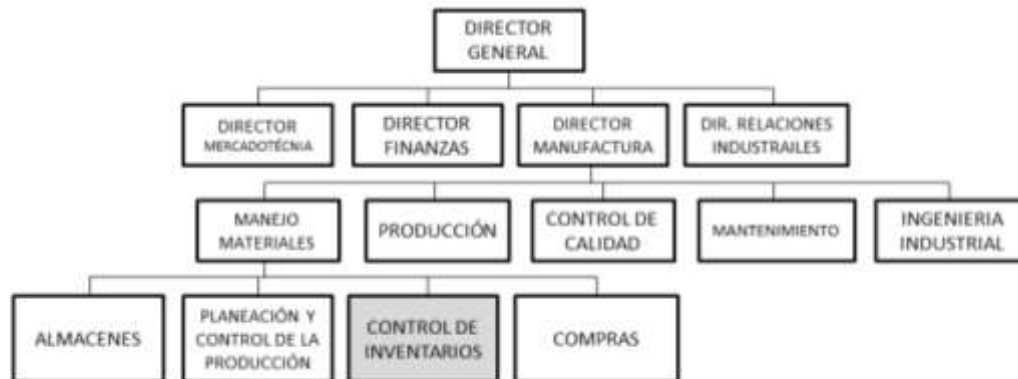 DIRECTOR
GENERAL
DIRECTOR
MERCADOTÉCNIA
DIRECTOR
FINANZAS
DIRECTOR
MANUFACTURA
DIR. RELACIONES
INDUSTRAILES
MANEJO
MATERIALES
PRODUCCIÓN
CONTROL DE
CALIDAD
MANTENIMIENTO
INGENIERIA
INDUSTRIAL
ALMACENES
PLANEACIÓN Y
CONTROL DE LA
PRODUCCIÓN
CONTROL DE
INVENTARIOS
COMPRAS